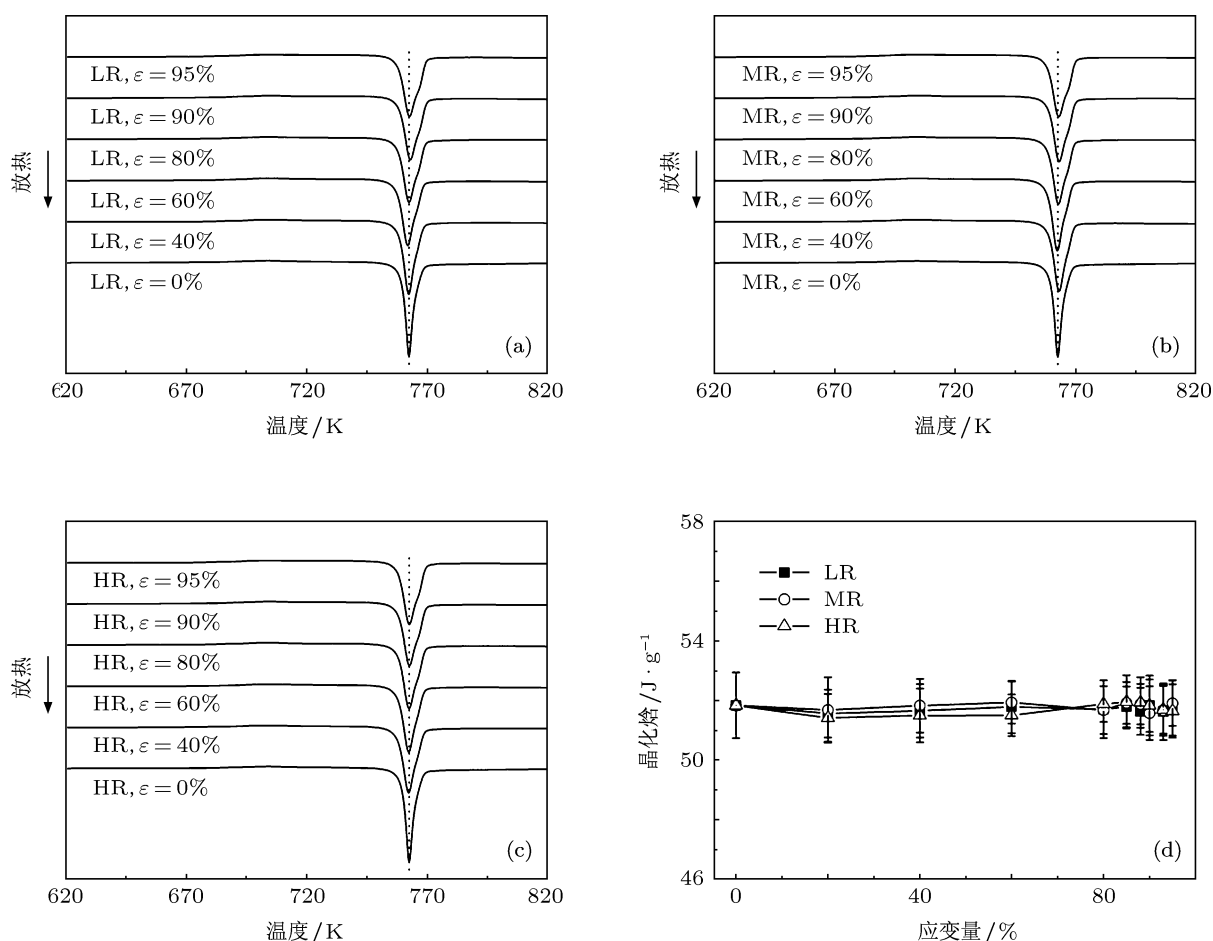 放热
LR, ε = 95%
LR, ε = 90%
LR, ε = 80%
LR, ε = 60%
LR, ε = 40%
LR, ε = 0%
(a)
620 670 720 770 820
温度/K
放热
MR, ε = 95%
MR, ε = 90%
MR, ε = 80%
MR, ε = 60%
MR, ε = 40%
MR, ε = 0%
(b)
620 670 720 770 820
温度/K
放热
HR, ε = 95%
HR, ε = 90%
HR, ε = 80%
HR, ε = 60%
HR, ε = 40%
HR, ε = 0%
(c)
620 670 720 770 820
温度/K
晶化焓/J·g⁻¹
58
54
50
46
LR
MR
HR
(d)
0 40 80
应变量/%